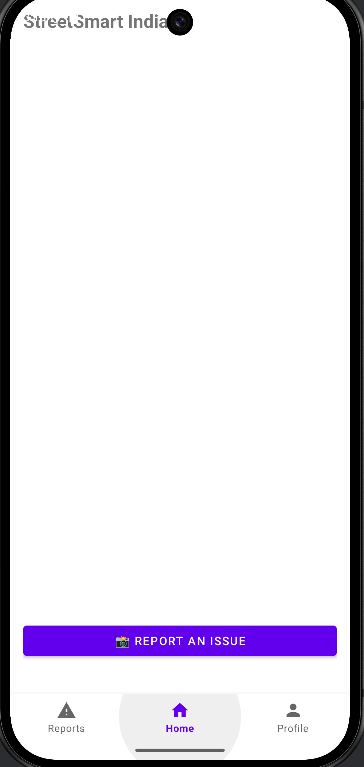 StreetSmart India
📸 REPORT AN ISSUE
Reports
Home
Profile